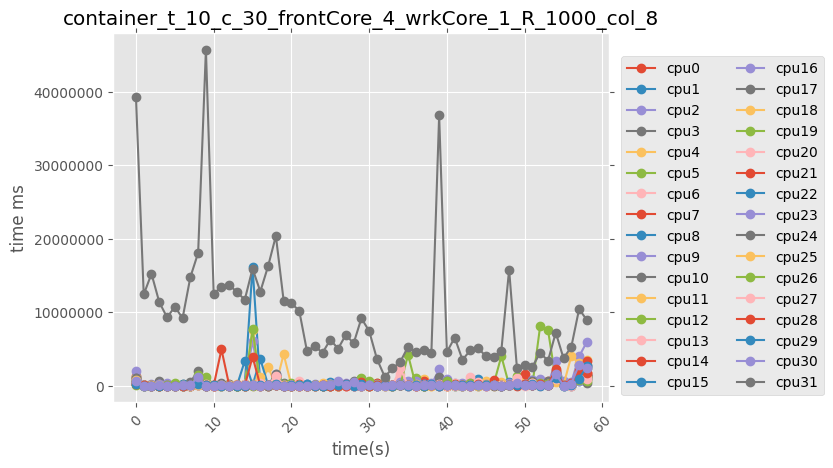 container_t_10_c_30_frontCore_4_wrkCore_1_R_1000_col_8
time ms
40000000
30000000
20000000
10000000
0
0
10
20
30
40
50
60
time(s)
cpu0
cpu1
cpu2
cpu3
cpu4
cpu5
cpu6
cpu7
cpu8
cpu9
cpu10
cpu11
cpu12
cpu13
cpu14
cpu15
cpu16
cpu17
cpu18
cpu19
cpu20
cpu21
cpu22
cpu23
cpu24
cpu25
cpu26
cpu27
cpu28
cpu29
cpu30
cpu31